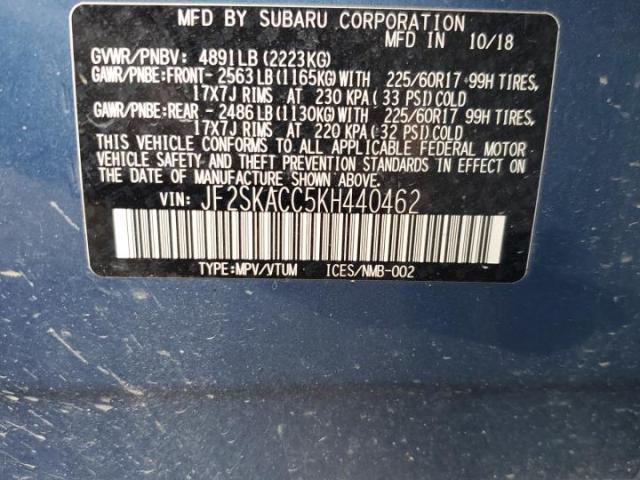 MFD BY SUBARU CORPORATION
MFD IN 10/18
GVWR/PNBV: 4891LB (2223KG)
GAWR/PNBE:FRONT- 2563 LB (1165KG) WITH 225/60R17 99H TIRES,
17X7J RIMS AT 230 KPA ( 33 PSI) COLD
GAWR/PNBE:REAR - 2486 LB (1130KG) WITH 225/60R17 99H TIRES,
17X7J RIMS AT 220 KPA ( 32 PSI) COLD
THIS VEHICLE CONFORMS TO ALL APPLICABLE FEDERAL MOTOR
VEHICLE SAFETY AND THEFT PREVENTION STANDARDS IN EFFECT ON
THE DATE OF MANUFACTURE SHOWN ABOVE.
VIN: JF2SKACC5KH440462
TYPE:MPV/VTUM ICES/NMB-002